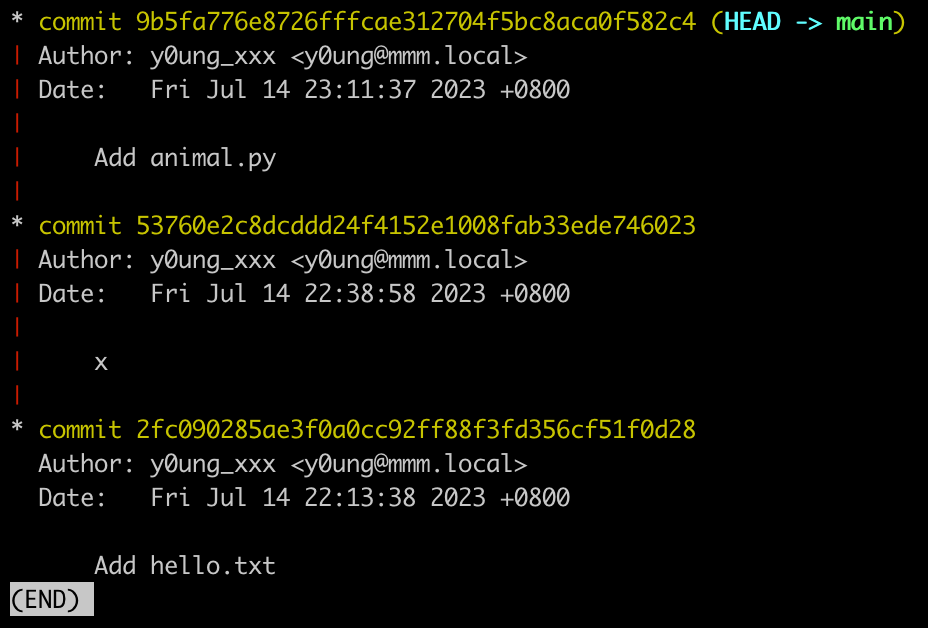 * commit 9b5fa776e8726fffcae312704f5bc8aca0f582c4 (HEAD -> main)
| Author: y0ung_xxx <y0ung@mmm.local>
| Date:   Fri Jul 14 23:11:37 2023 +0800
|
|     Add animal.py
|
* commit 53760e2c8dcddd24f4152e1008fab33ede746023
| Author: y0ung_xxx <y0ung@mmm.local>
| Date:   Fri Jul 14 22:38:58 2023 +0800
|
|     x
|
* commit 2fc090285ae3f0a0cc92ff88f3fd356cf51f0d28
  Author: y0ung_xxx <y0ung@mmm.local>
  Date:   Fri Jul 14 22:13:38 2023 +0800

      Add hello.txt
(END)